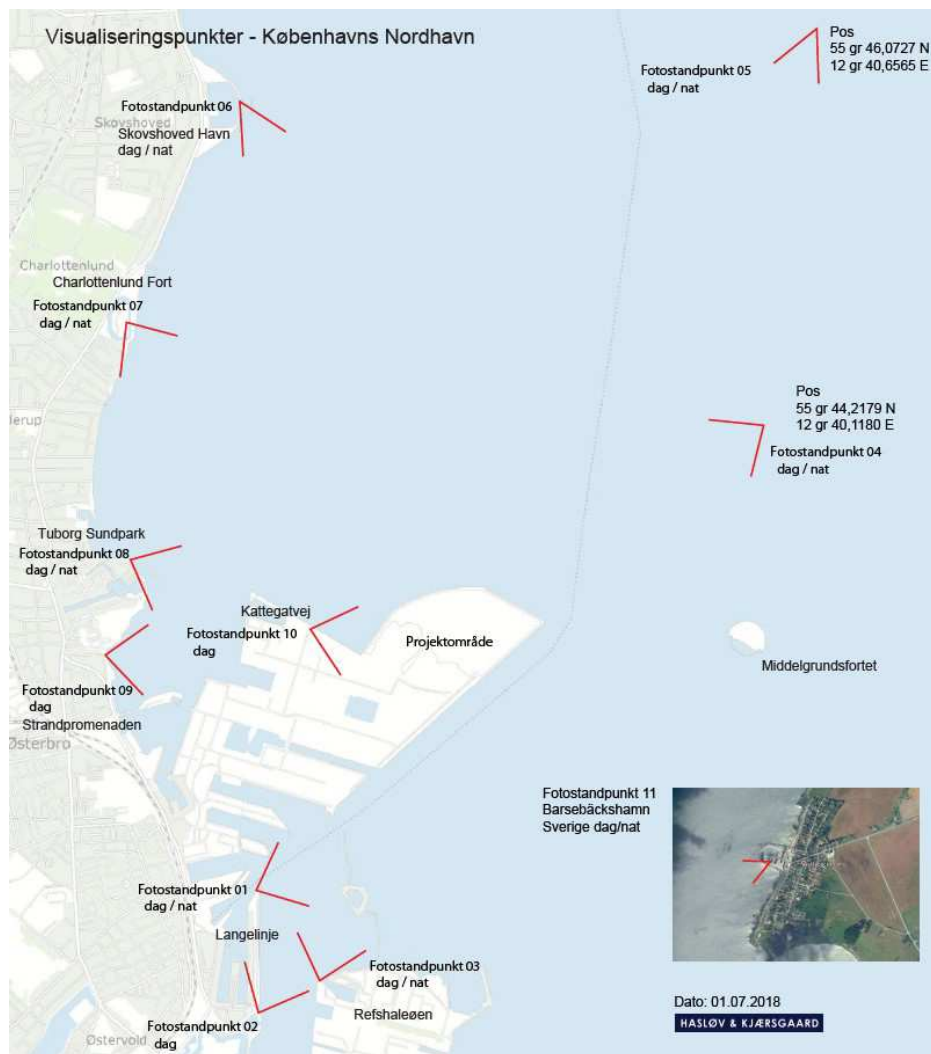 Visualiseringspunkter - Københavns Nordhavn
Pos
55 gr 46,0727 N
12 gr 40,6565 E
Fotostandpunkt 05
dag / nat
Fotostandpunkt 06
Skovshoved
Skovshoved Havn
dag / nat
Charlottenlund
Charlottenlund Fort
Fotostandpunkt 07
dag / nat
Pos
55 gr 44,2179 N
12 gr 40,1180 E
Fotostandpunkt 04
dag / nat
lerup
Tuborg Sundpark
Fotostandpunkt 08
dag / nat
Kattegatvej
Fotostandpunkt 10
dag
Projektområde
Middelgrundsfortet
Fotostandpunkt 09
dag
Strandpromenaden
Østerbro
Fotostandpunkt 11
Barsebäckshamn
Sverige dag/nat
Fotostandpunkt 01
dag / nat
Langelinje
Fotostandpunkt 03
dag / nat
Refshaleøen
Fotostandpunkt 02
dag
Østervold
Dato: 01.07.2018
HASLØV & KJÆRSGAARD